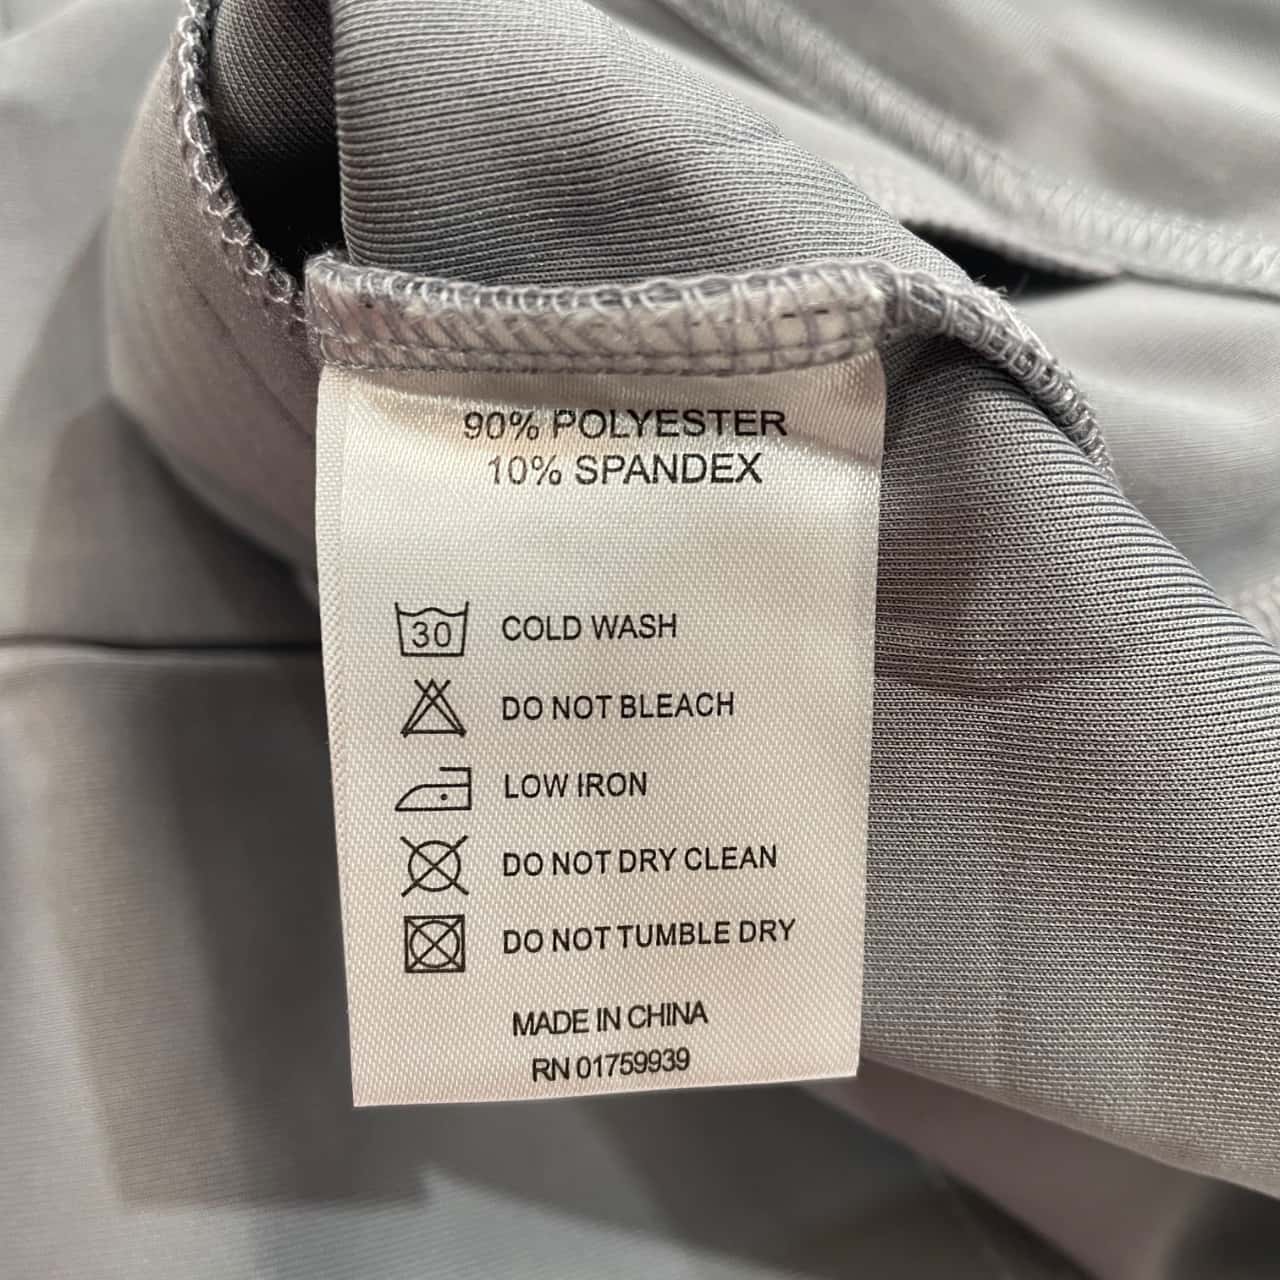 90% POLYESTER
10% SPANDEX
30 COLD WASH
DO NOT BLEACH
LOW IRON
DO NOT DRY CLEAN
DO NOT TUMBLE DRY
MADE IN CHINA
RN 01759939